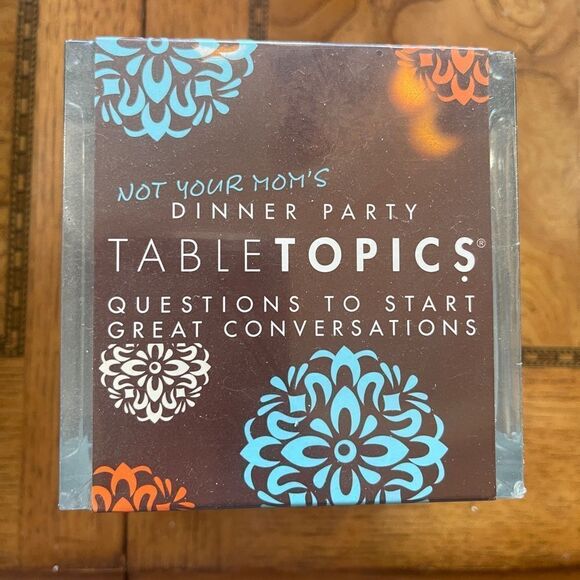 NOT YOUR MOM'S
DINNER PARTY
TABLETOPICS®
QUESTIONS TO START
GREAT CONVERSATIONS